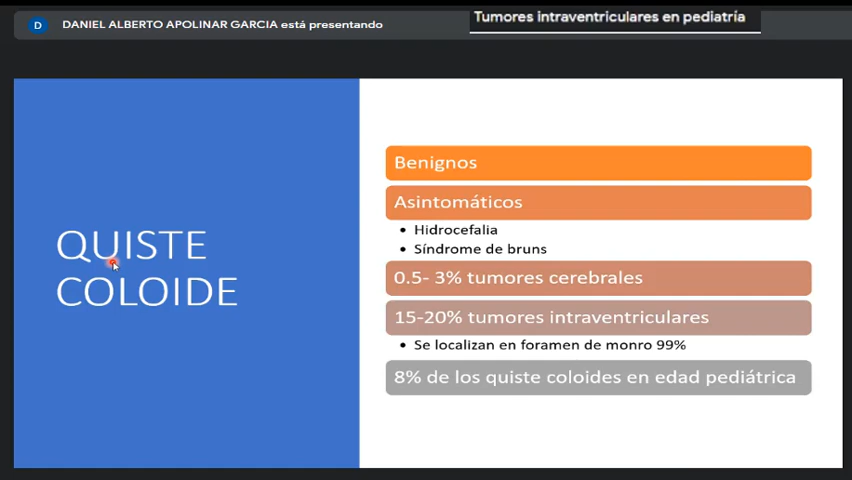 D
DANIEL ALBERTO APOLINAR GARCIA está presentando
Tumores intraventriculares en pediatría
QUISTE
COLOIDE
Benignos
Asintomáticos
• Hidrocefalia
• Síndrome de bruns
0.5- 3% tumores cerebrales
15-20% tumores intraventriculares
• Se localizan en foramen de monro 99%
8% de los quiste coloides en edad pediátrica